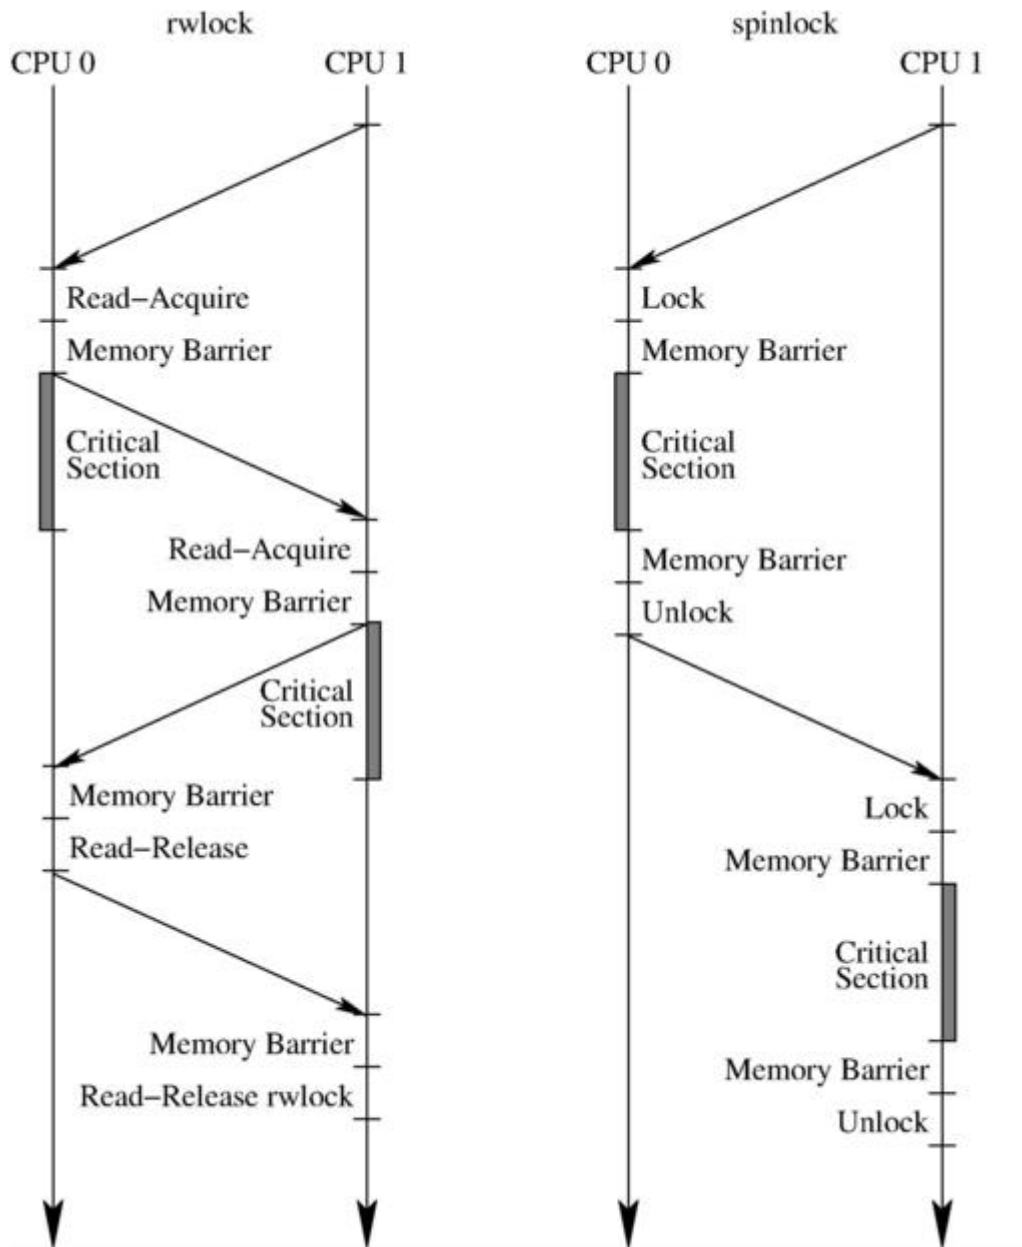 rwlock
CPU 0
CPU 1
Read−Acquire
Memory Barrier
Critical
Section
Read−Acquire
Memory Barrier
Critical
Section
Memory Barrier
Read−Release
Memory Barrier
Read−Release rwlock
spinlock
CPU 0
CPU 1
Lock
Memory Barrier
Critical
Section
Memory Barrier
Unlock
Lock
Memory Barrier
Critical
Section
Memory Barrier
Unlock